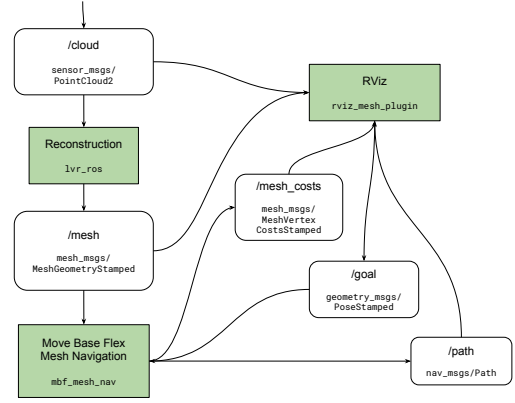 /cloud
sensor_msgs/
PointCloud2
RViz
rviz_mesh_plugin
Reconstruction
lvr_ros
/mesh_costs
mesh_msgs/
MeshVertex
CostsStamped
/mesh
mesh_msgs/
MeshGeometryStamped
/goal
geometry_msgs/
PoseStamped
Move Base Flex
Mesh Navigation
mbf_mesh_nav
/path
nav_msgs/Path